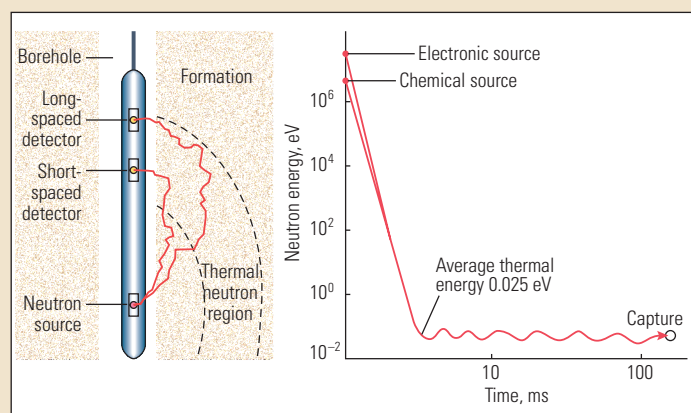 Borehole
Formation
Long-
spaced
detector
Short-
spaced
detector
Thermal
neutron
region
Neutron
source
Neutron energy, eV
10⁶
10⁴
10²
10⁰
10⁻²
Electronic source
Chemical source
Average thermal
energy 0.025 eV
Capture
10
100
Time, ms